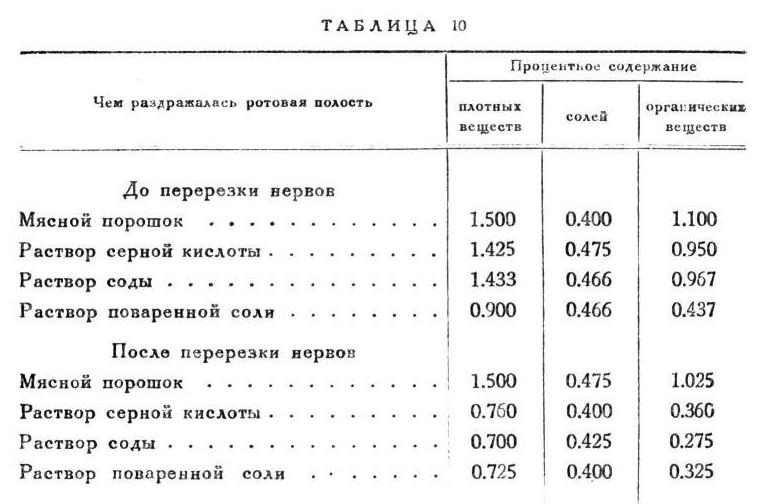 ТАБЛИЦА 10
Чем раздражалась ротовая полость
Процентное содержание
плотных веществ
солей
органических веществ
До перерезки нервов
Мясной порошок . . . . . . . . . . . . 1.500 0.400 1.100
Раствор серной кислоты . . . . . . . . . 1.425 0.475 0.950
Раствор соды . . . . . . . . . . . . . . 1.433 0.466 0.967
Раствор поваренной соли . . . . . . . . 0.900 0.466 0.437
После перерезки нервов
Мясной порошок . . . . . . . . . . . . 1.500 0.475 1.025
Раствор серной кислоты . . . . . . . . . 0.760 0.400 0.360
Раствор соды . . . . . . . . . . . . . . 0.700 0.425 0.275
Раствор поваренной соли . . . . . . 0.725 0.400 0.325